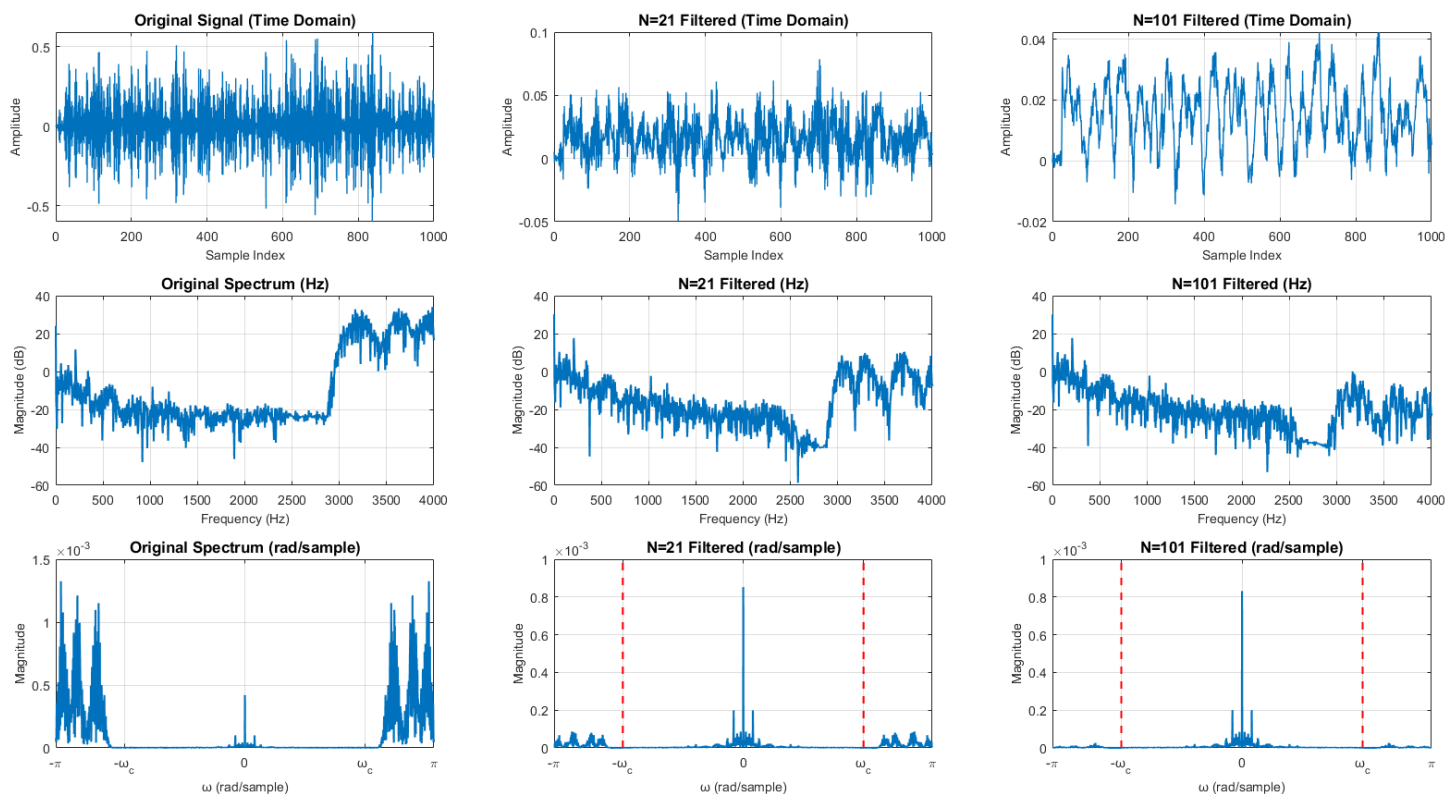 Original Signal (Time Domain)
0.5
0
-0.5
Amplitude
0 200 400 600 800 1000
Sample Index
N=21 Filtered (Time Domain)
0.1
0.05
0
-0.05
Amplitude
0 200 400 600 800 1000
Sample Index
N=101 Filtered (Time Domain)
0.04
0.02
0
-0.02
Amplitude
0 200 400 600 800 1000
Sample Index
Original Spectrum (Hz)
40
20
0
-20
-40
-60
Magnitude (dB)
0 500 1000 1500 2000 2500 3000 3500 4000
Frequency (Hz)
N=21 Filtered (Hz)
40
20
0
-20
-40
-60
Magnitude (dB)
0 500 1000 1500 2000 2500 3000 3500 4000
Frequency (Hz)
N=101 Filtered (Hz)
40
20
0
-20
-40
-60
Magnitude (dB)
0 500 1000 1500 2000 2500 3000 3500 4000
Frequency (Hz)
Original Spectrum (rad/sample)
×10⁻³
1.5
1
0.5
0
Magnitude
-π -ω_c 0 ω_c π
ω (rad/sample)
N=21 Filtered (rad/sample)
×10⁻³
1
0.8
0.6
0.4
0.2
0
Magnitude
-π -ω_c 0 ω_c π
ω (rad/sample)
N=101 Filtered (rad/sample)
×10⁻³
1
0.8
0.6
0.4
0.2
0
Magnitude
-π -ω_c 0 ω_c π
ω (rad/sample)